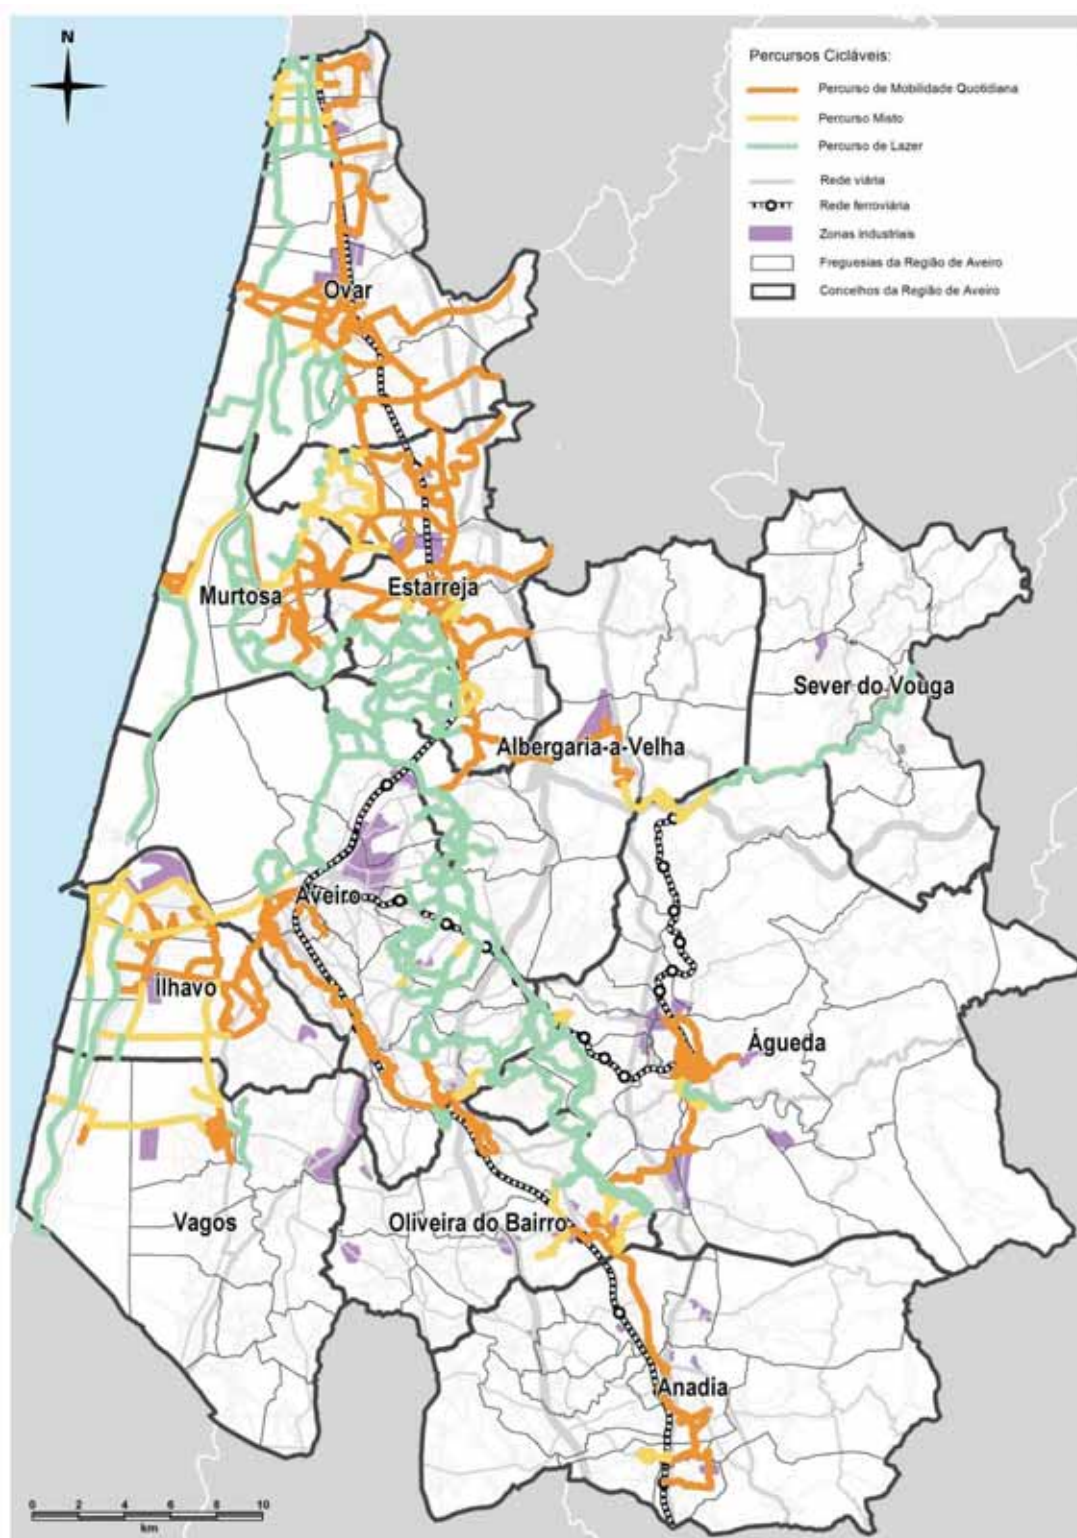 N
Percursos Cicláveis:
Percurso de Mobilidade Quotidiana
Percurso Misto
Percurso de Lazer
Rede viária
Rede ferroviária
Zonas industriais
Freguesias da Região de Aveiro
Concelhos da Região de Aveiro
Ovar
Estarreja
Murtosa
Sever do Vouga
Albergaria-a-Velha
Aveiro
Ílhavo
Águeda
Vagos
Oliveira do Bairro
Anadia
0 2 4 6 8 10
km